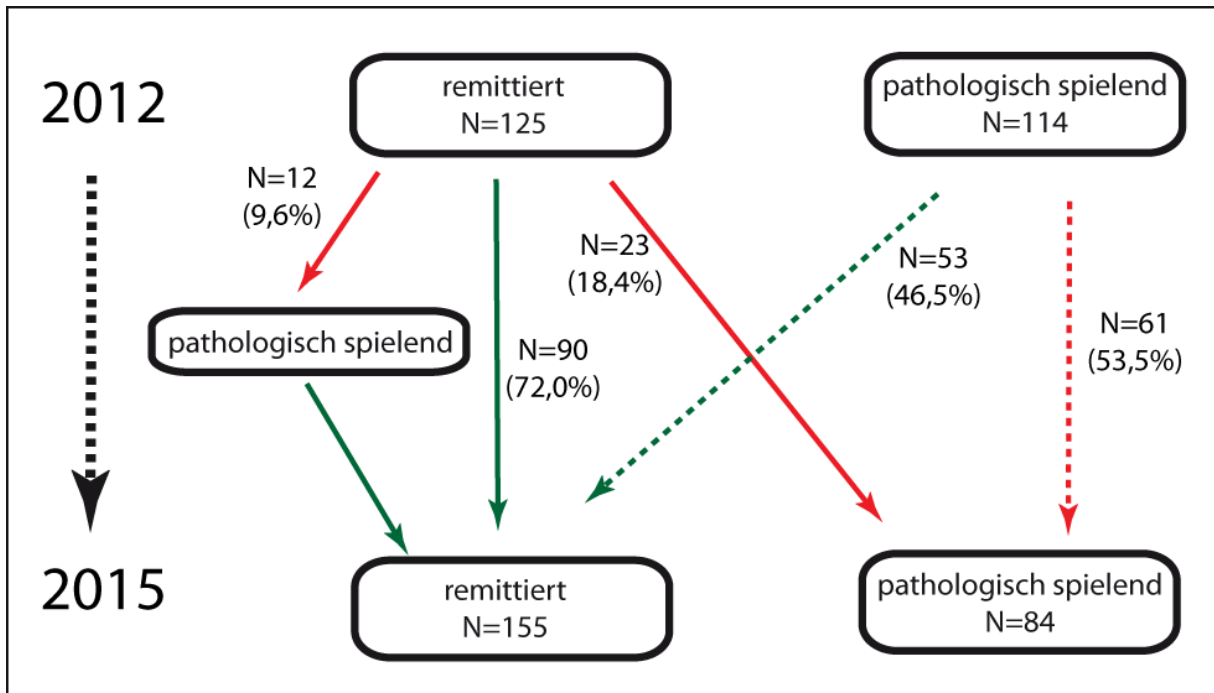 2012
remittiert
N=125
pathologisch spielend
N=114
N=12
(9,6%)
N=23
(18,4%)
N=53
(46,5%)
pathologisch spielend
N=90
(72,0%)
N=61
(53,5%)
2015
remittiert
N=155
pathologisch spielend
N=84